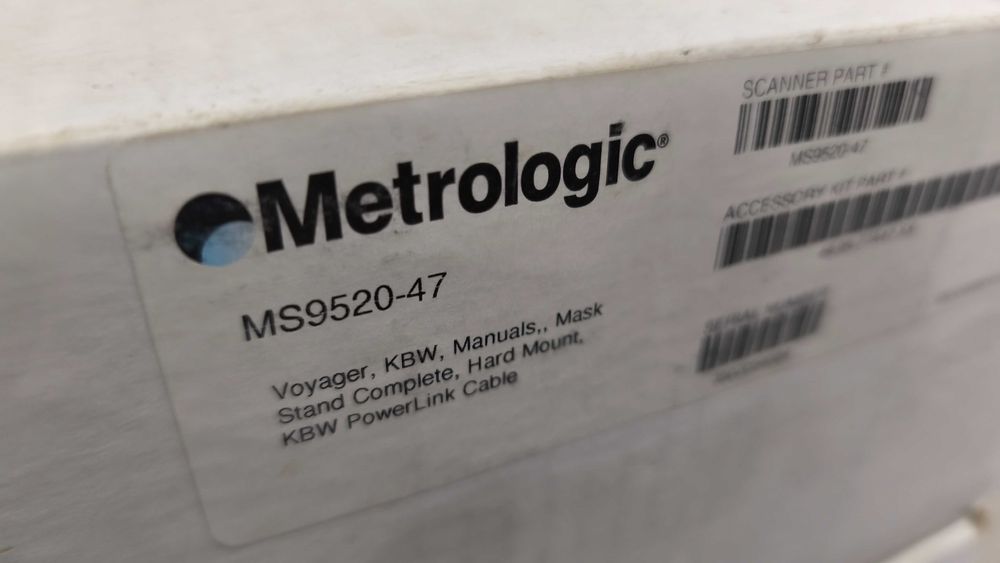 Metrologic®
MS9520-47
Voyager, KBW, Manuals,, Mask
Stand Complete, Hard Mount,
KBW PowerLink Cable
SCANNER PART #
MS9520-47
ACCESSORY KIT PART #
SERIAL NUMBER